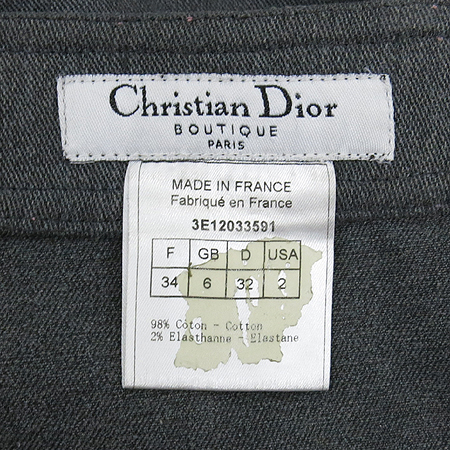 Christian Dior
BOUTIQUE
PARIS
MADE IN FRANCE
Fabriqué en France
3E12033591
F GB D USA
34 6 32 2
98% Coton - Cotton
2% Elasthanne - Elastane